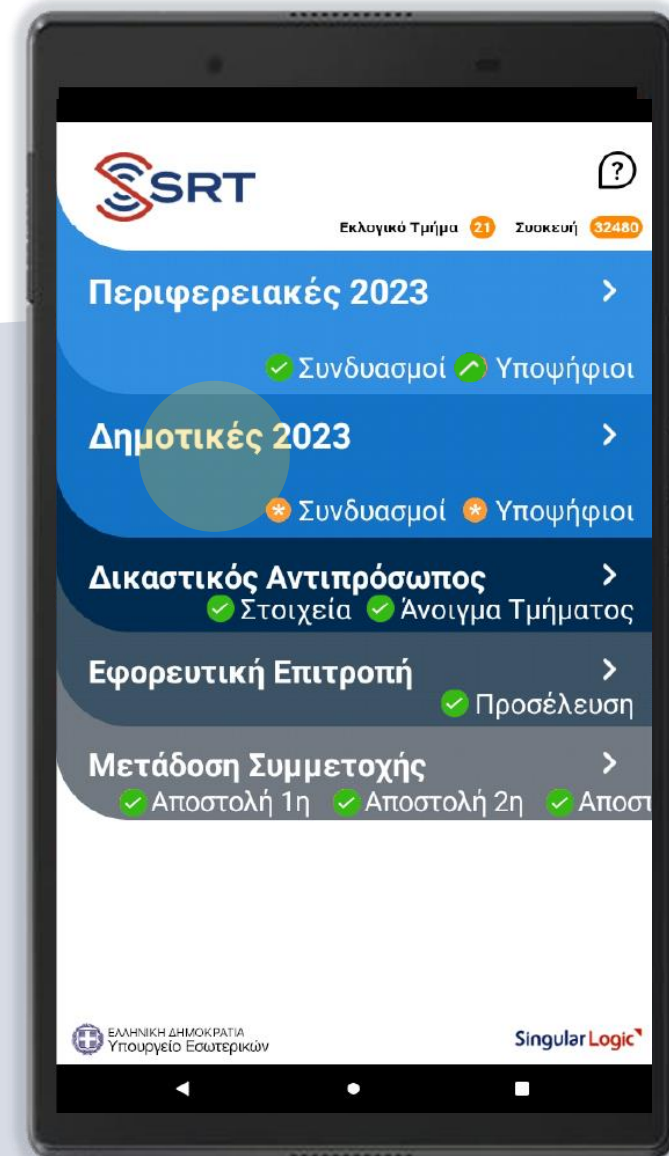 SRT
?
Εκλογικό Τμήμα 21 Συσκευή 32480
Περιφερειακές 2023
Συνδυασμοί Υποψήφιοι
Δημοτικές 2023
Συνδυασμοί Υποψήφιοι
Δικαστικός Αντιπρόσωπος
Στοιχεία Άνοιγμα Τμήματος
Εφορευτική Επιτροπή
Προσέλευση
Μετάδοση Συμμετοχής
Αποστολή 1η Αποστολή 2η Αποστ
ΕΛΛΗΝΙΚΗ ΔΗΜΟΚΡΑΤΙΑ
Υπουργείο Εσωτερικών
SingularLogic